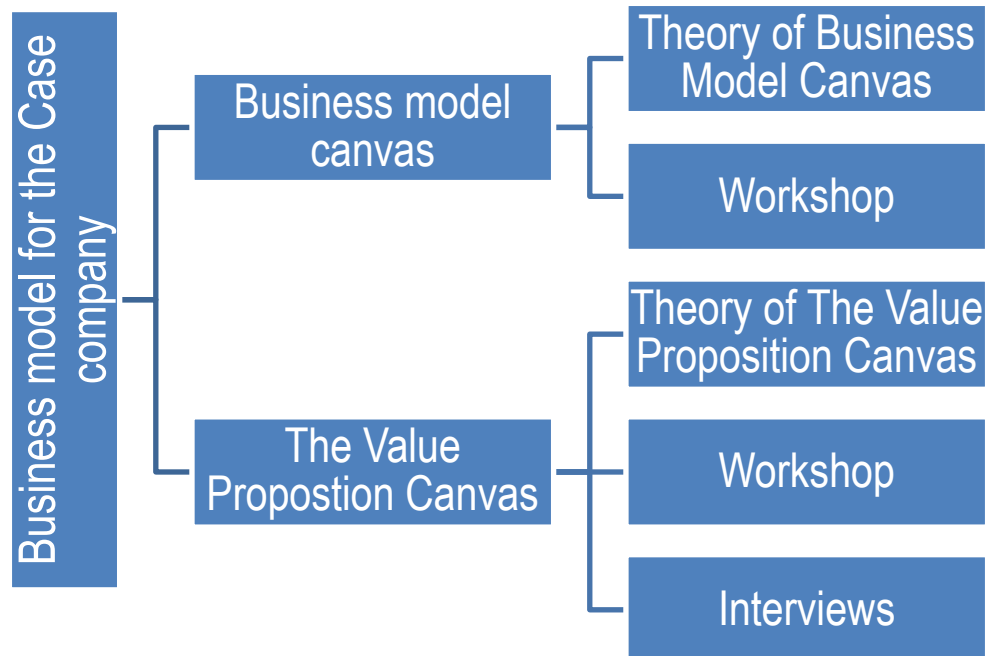 Business model for the Case
company
Business model
canvas
Theory of Business
Model Canvas
Workshop
The Value
Propostion Canvas
Theory of The Value
Proposition Canvas
Workshop
Interviews